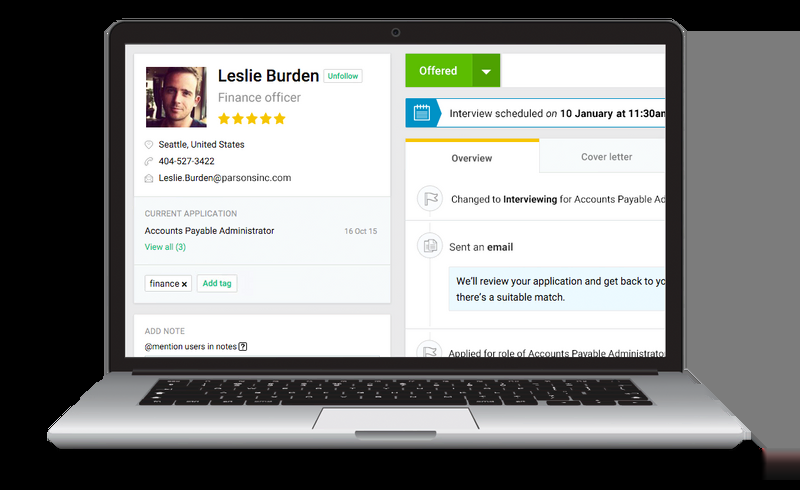 Leslie Burden Unfollow
Finance officer
Seattle, United States
404-527-3422
Leslie.Burden@parsonsinc.com
CURRENT APPLICATION
Accounts Payable Administrator 16 Oct 15
View all (3)
finance × Add tag
ADD NOTE
@mention users in notes ?
Offered
Interview scheduled on 10 January at 11:30am
Overview Cover letter
Changed to Interviewing for Accounts Payable Ad
Sent an email
We'll review your application and get back to yo
there's a suitable match.
Applied for role of Accounts Payable Administrator